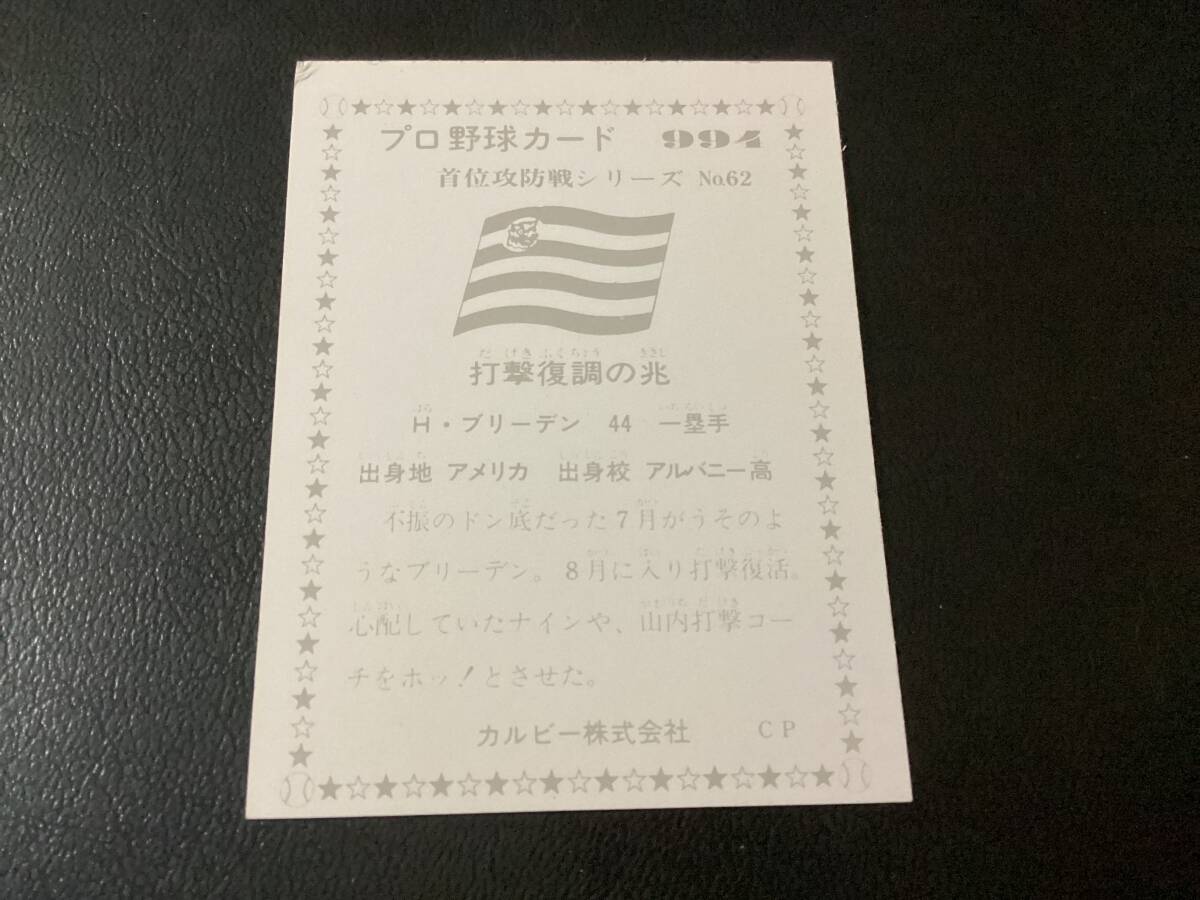 プロ野球カード 994
首位攻防戦シリーズ No.62
打撃復調の兆
H・ブリーデン 44 一塁手
出身地 アメリカ 出身校 アルバニー高
不振のドン底だった7月がうそのよ
うなブリーデン。8月に入り打撃復活。
心配していたナインや、山内打撃コー
チをホッ!とさせた。
カルビー株式会社 CP